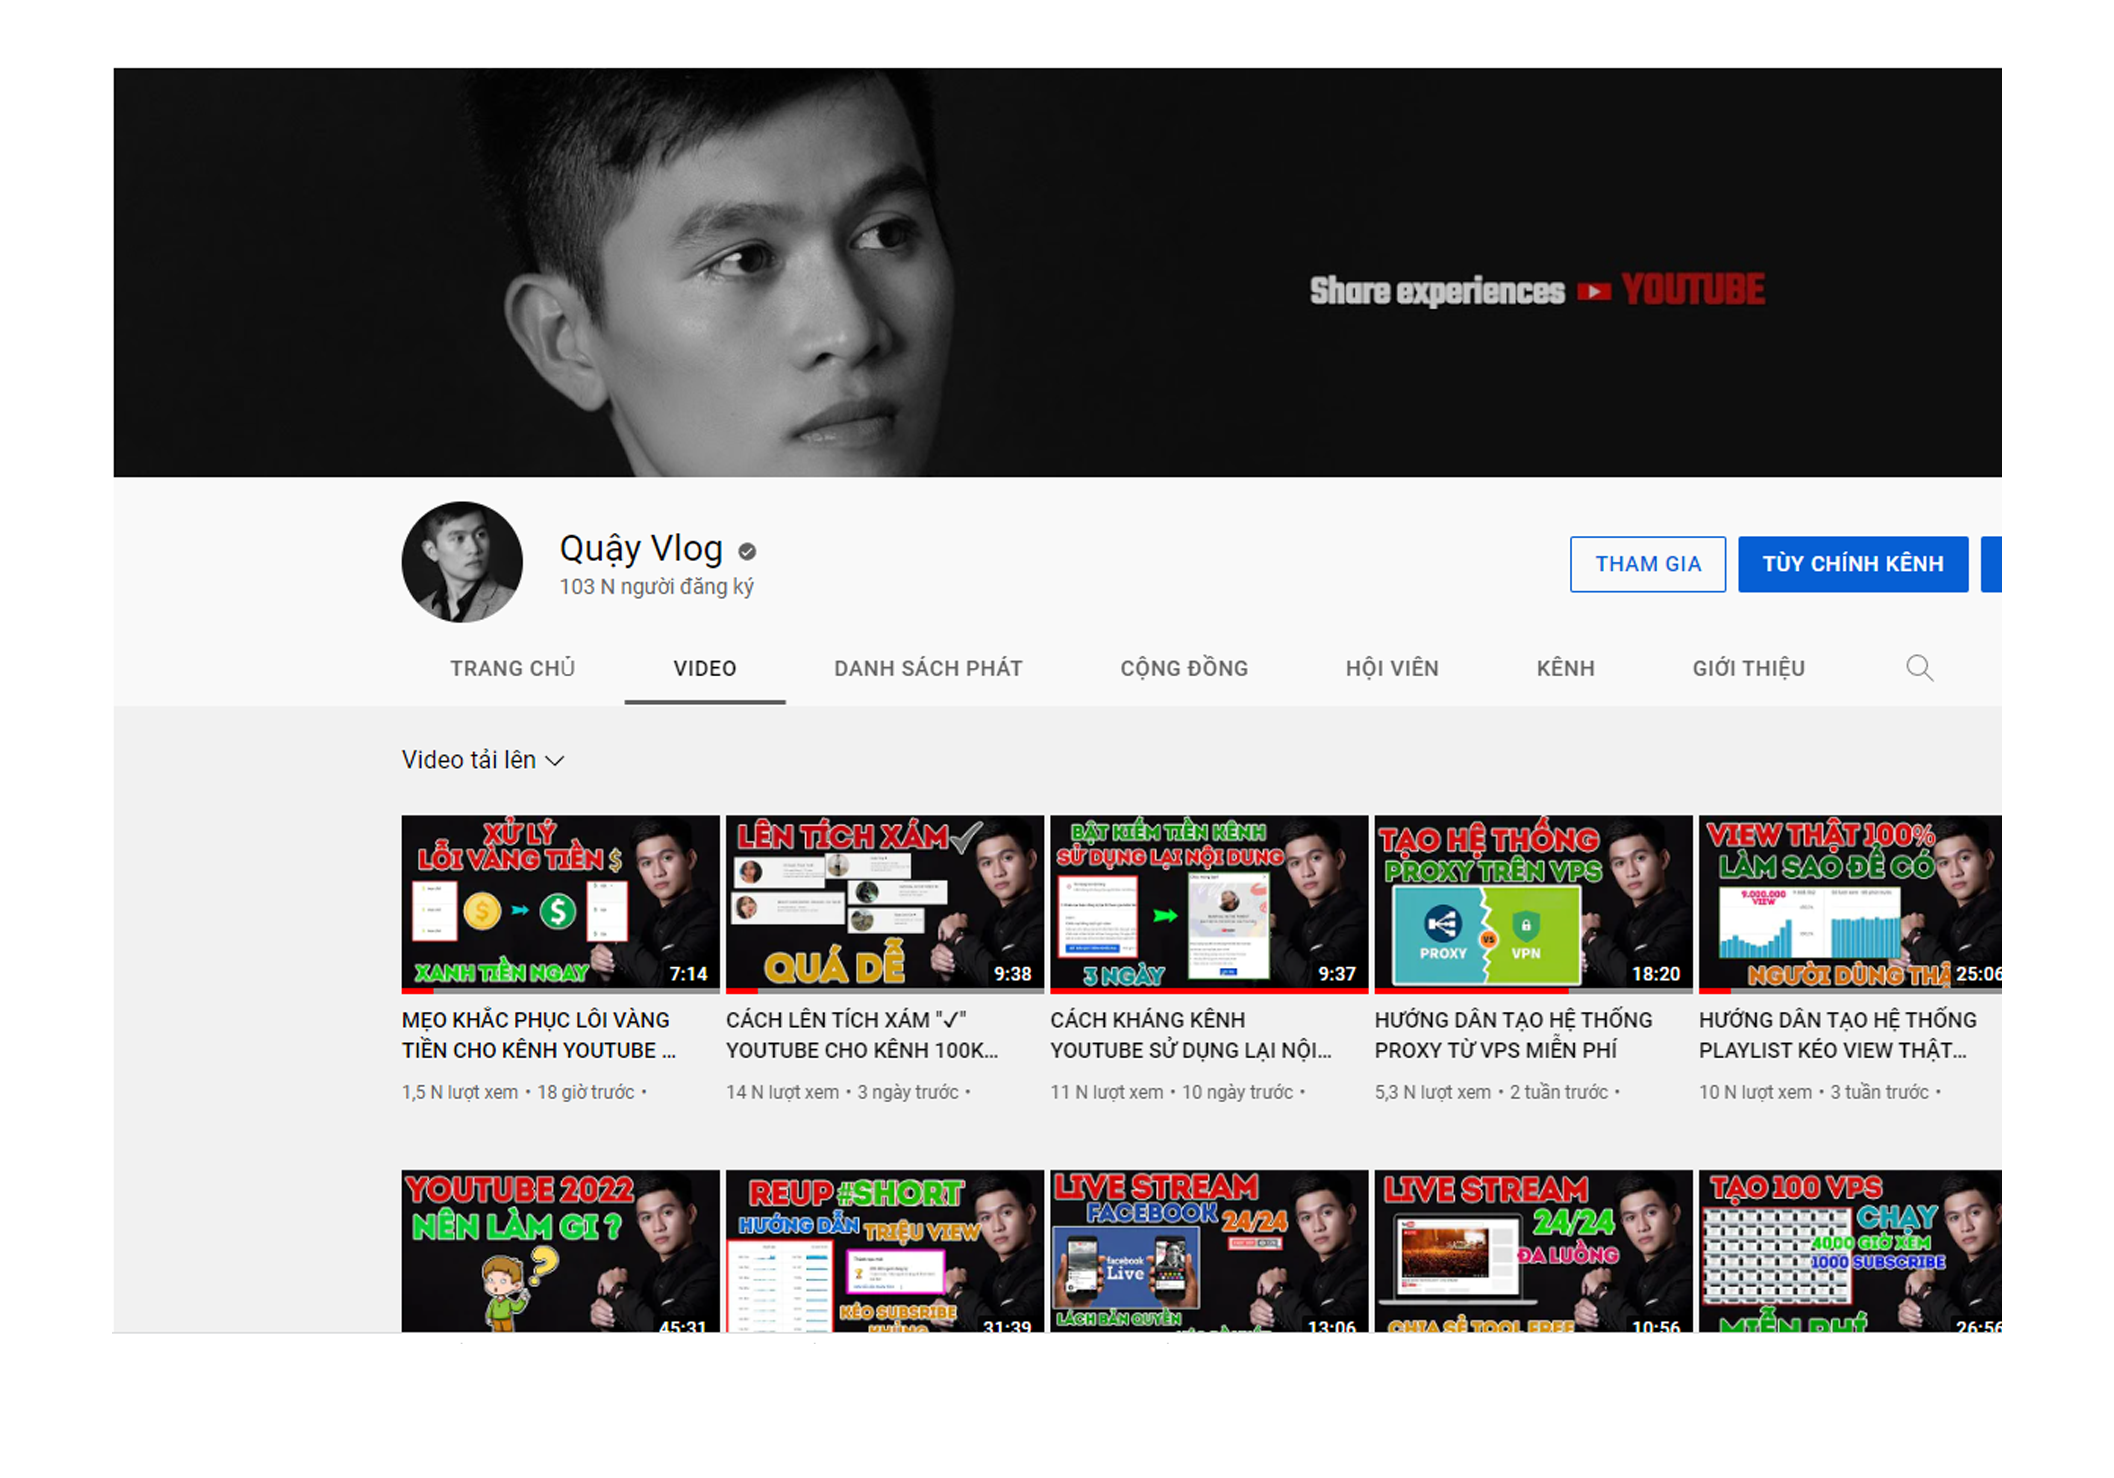 Share experiences YOUTUBE
Quậy Vlog
103 N người đăng ký
THAM GIA
TÙY CHỈNH KÊNH
TRANG CHỦ
VIDEO
DANH SÁCH PHÁT
CỘNG ĐỒNG
HỘI VIÊN
KÊNH
GIỚI THIỆU
Video tải lên
XỬ LÝ
LỖI VÀNG TIỀN $
XANH TIỀN NGAY
7:14
MẸO KHẮC PHỤC LÔI VÀNG
TIỀN CHO KÊNH YOUTUBE ...
1,5 N lượt xem • 18 giờ trước •
LÊN TÍCH XÁM
QUÁ DỄ
9:38
CÁCH LÊN TÍCH XÁM "✓"
YOUTUBE CHO KÊNH 100K...
14 N lượt xem • 3 ngày trước •
BẬT KIẾM TIỀN KÊNH
SỬ DỤNG LẠI NỘI DUNG
3 NGÀY
9:37
CÁCH KHÁNG KÊNH
YOUTUBE SỬ DỤNG LẠI NỘI...
11 N lượt xem • 10 ngày trước •
TẠO HỆ THỐNG
PROXY TRÊN VPS
PROXY
VS
VPN
18:20
HƯỚNG DÂN TẠO HỆ THỐNG
PROXY TỪ VPS MIỄN PHÍ
5,3 N lượt xem • 2 tuần trước •
VIEW THẬT 100%
LÀM SAO ĐỂ CÓ
9.000.000
VIEW
NGƯỜI DÙNG THẬ
25:06
HƯỚNG DÂN TẠO HỆ THỐNG
PLAYLIST KÉO VIEW THẬT...
10 N lượt xem • 3 tuần trước •
YOUTUBE 2022
NÊN LÀM GÌ ?
45:31
REUP #SHORT
HƯỚNG DẪN TRIỆU VIEW
KÉO SUBSRIBE
KHỦNG
31:39
LIVE STREAM
FACEBOOK 24/24
facebook
Live
LÁCH BẢN QUYỀN
13:06
LIVE STREAM
24/24
ĐA LUỒNG
CHIA SẺ TOOL FREE
10:56
TẠO 100 VPS
CHẠY
4000 GIỜ XEM
1000 SUBSCRIBE
MIỄN PHÍ
26:56